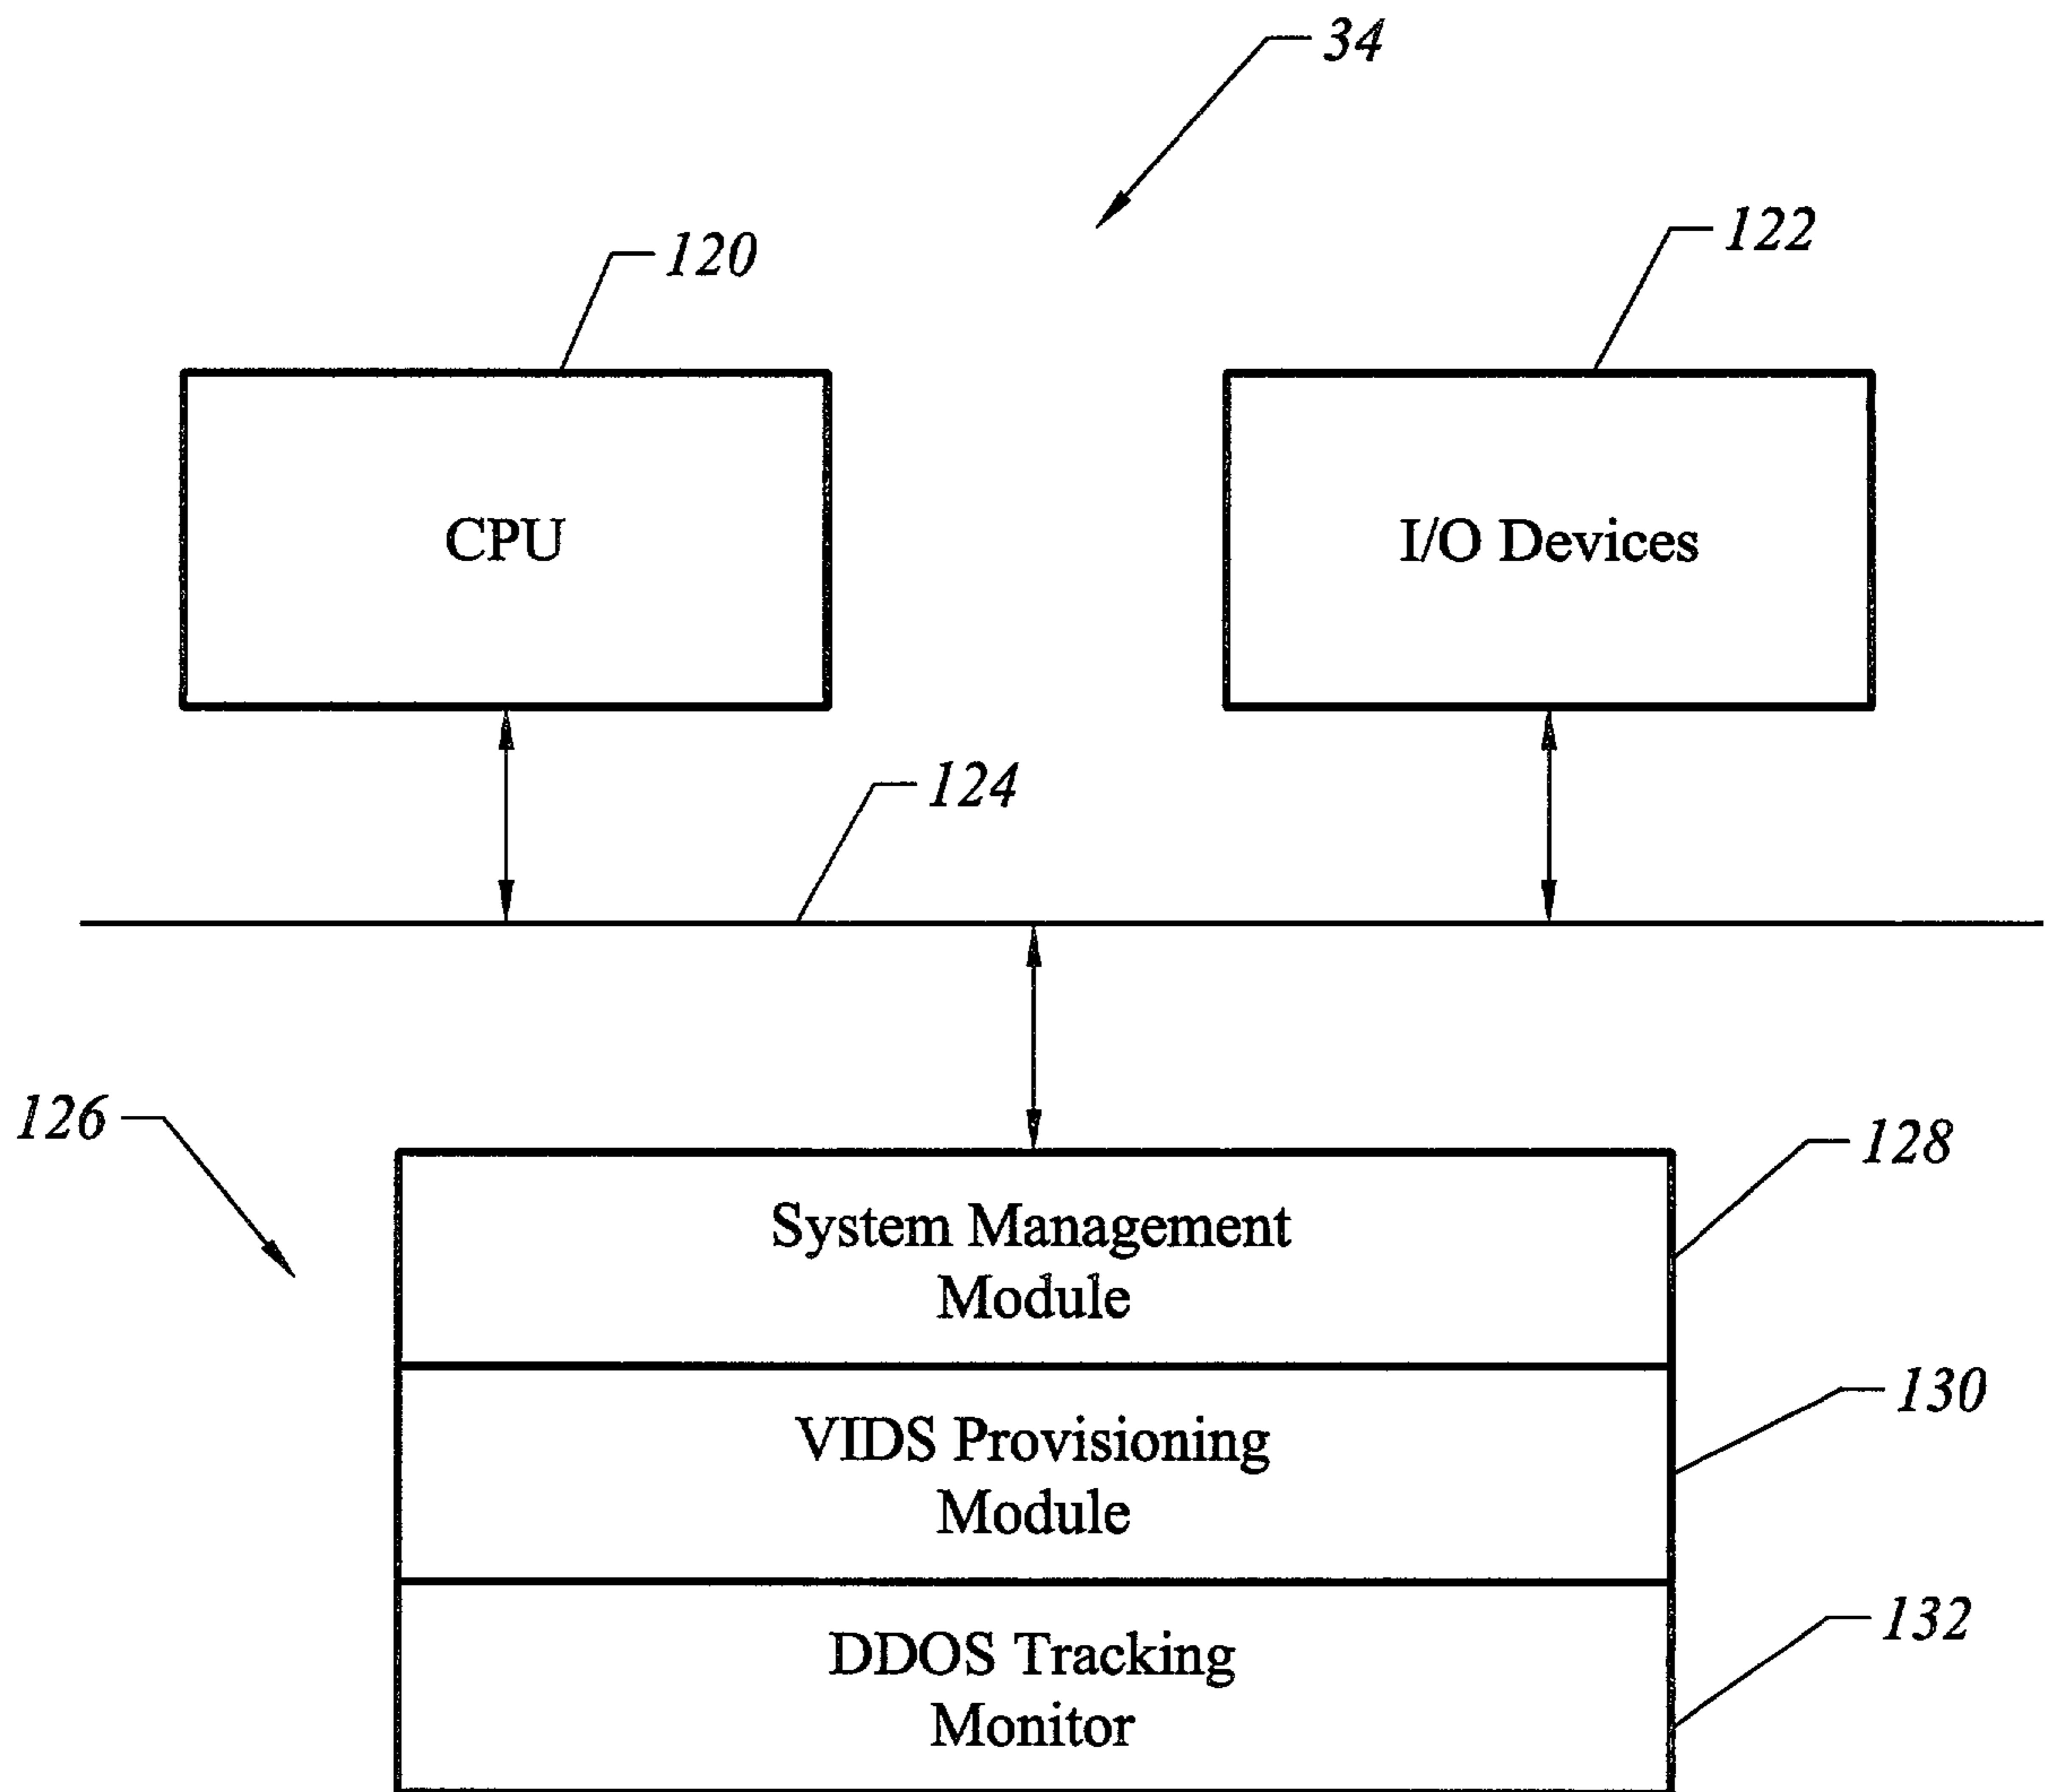 34
120
122
CPU
I/O Devices
124
126
128
System Management
Module
130
VIDS Provisioning
Module
132
DDOS Tracking
Monitor